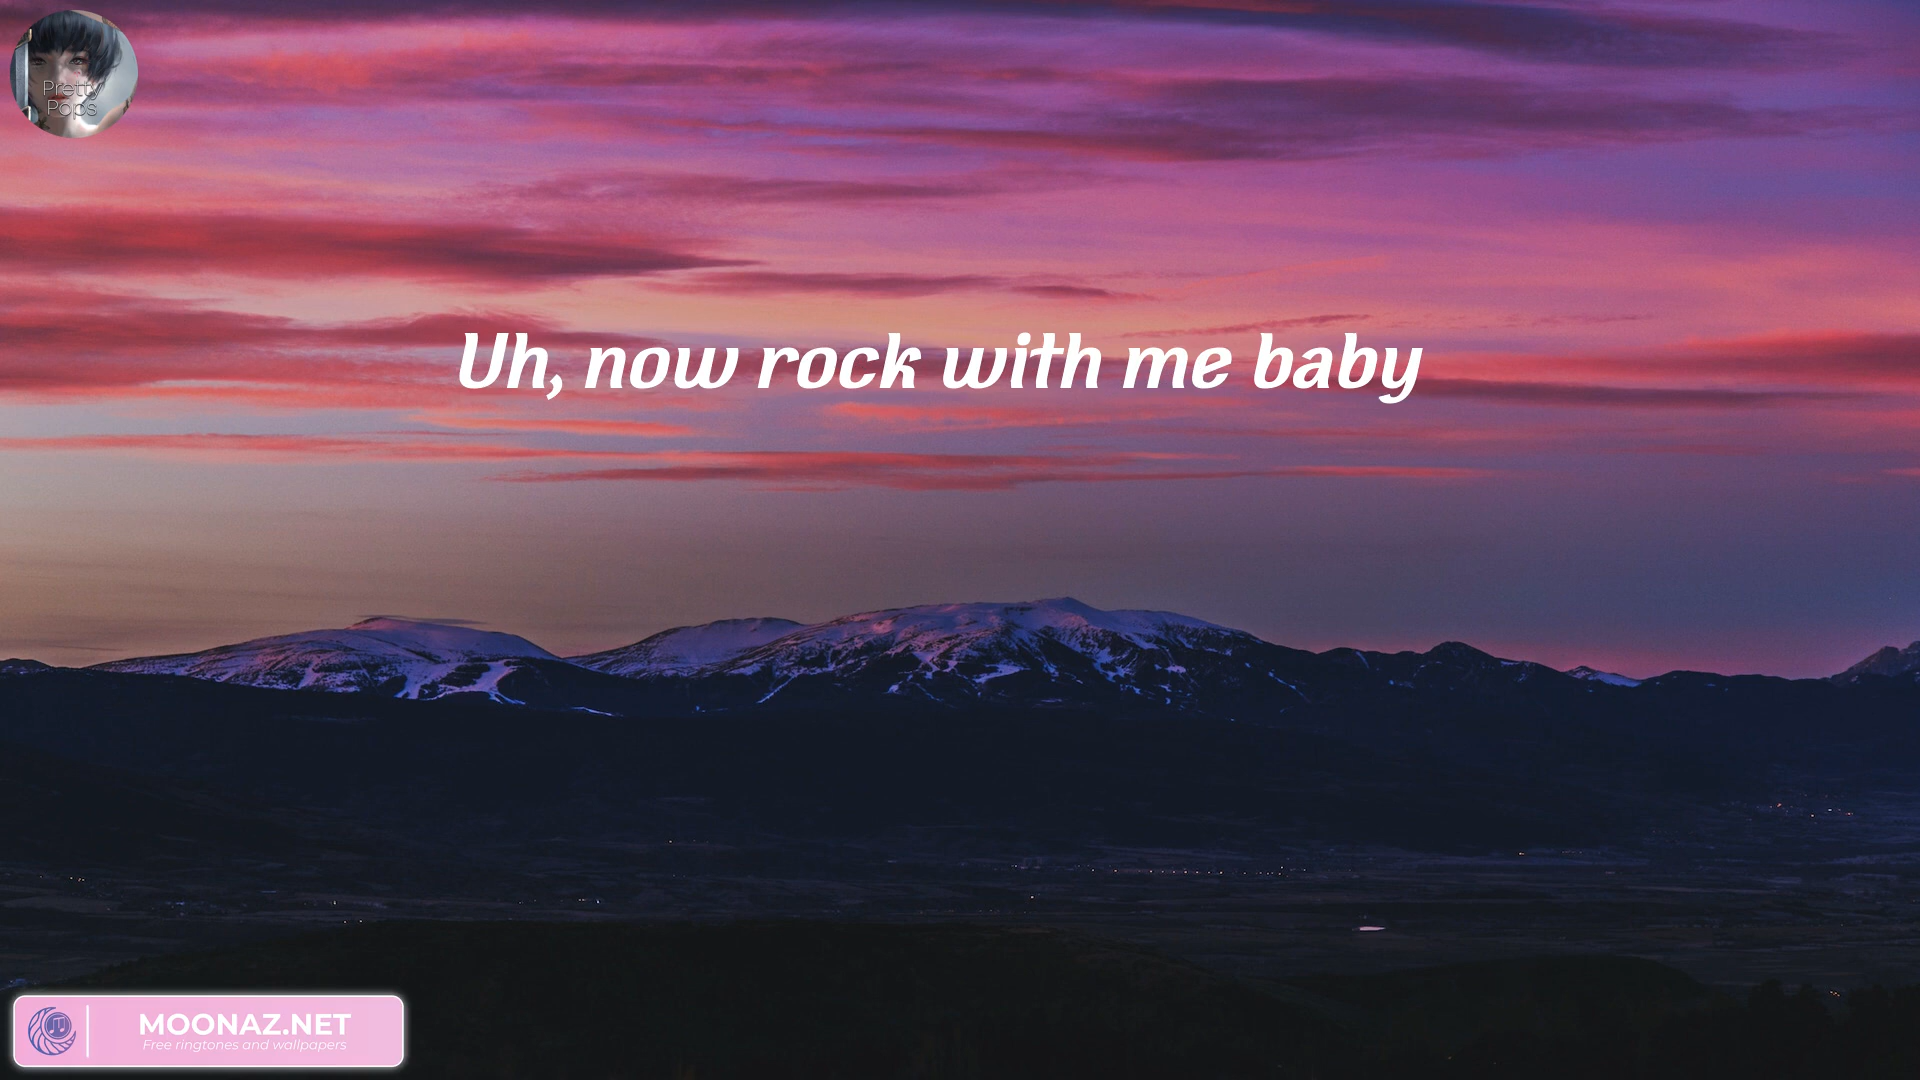 Pretty
Pops
Uh, now rock with me baby
MOONAZ.NET
Free ringtones and wallpapers